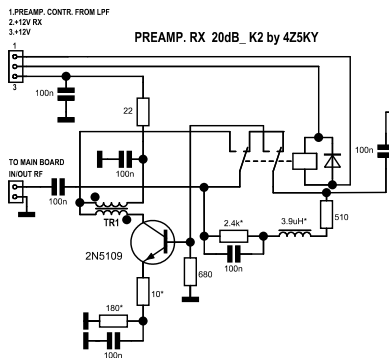 1.PREAMP. CONTR. FROM LPF
2.+12V RX
3.+12V
PREAMP. RX 20dB_ K2 by 4Z5KY
1
3
100n
22
100n
100n
TO MAIN BOARD
IN/OUT RF
100n
TR1
2N5109
2.4k*
3.9uH*
510
100n
680
10*
180*
100n